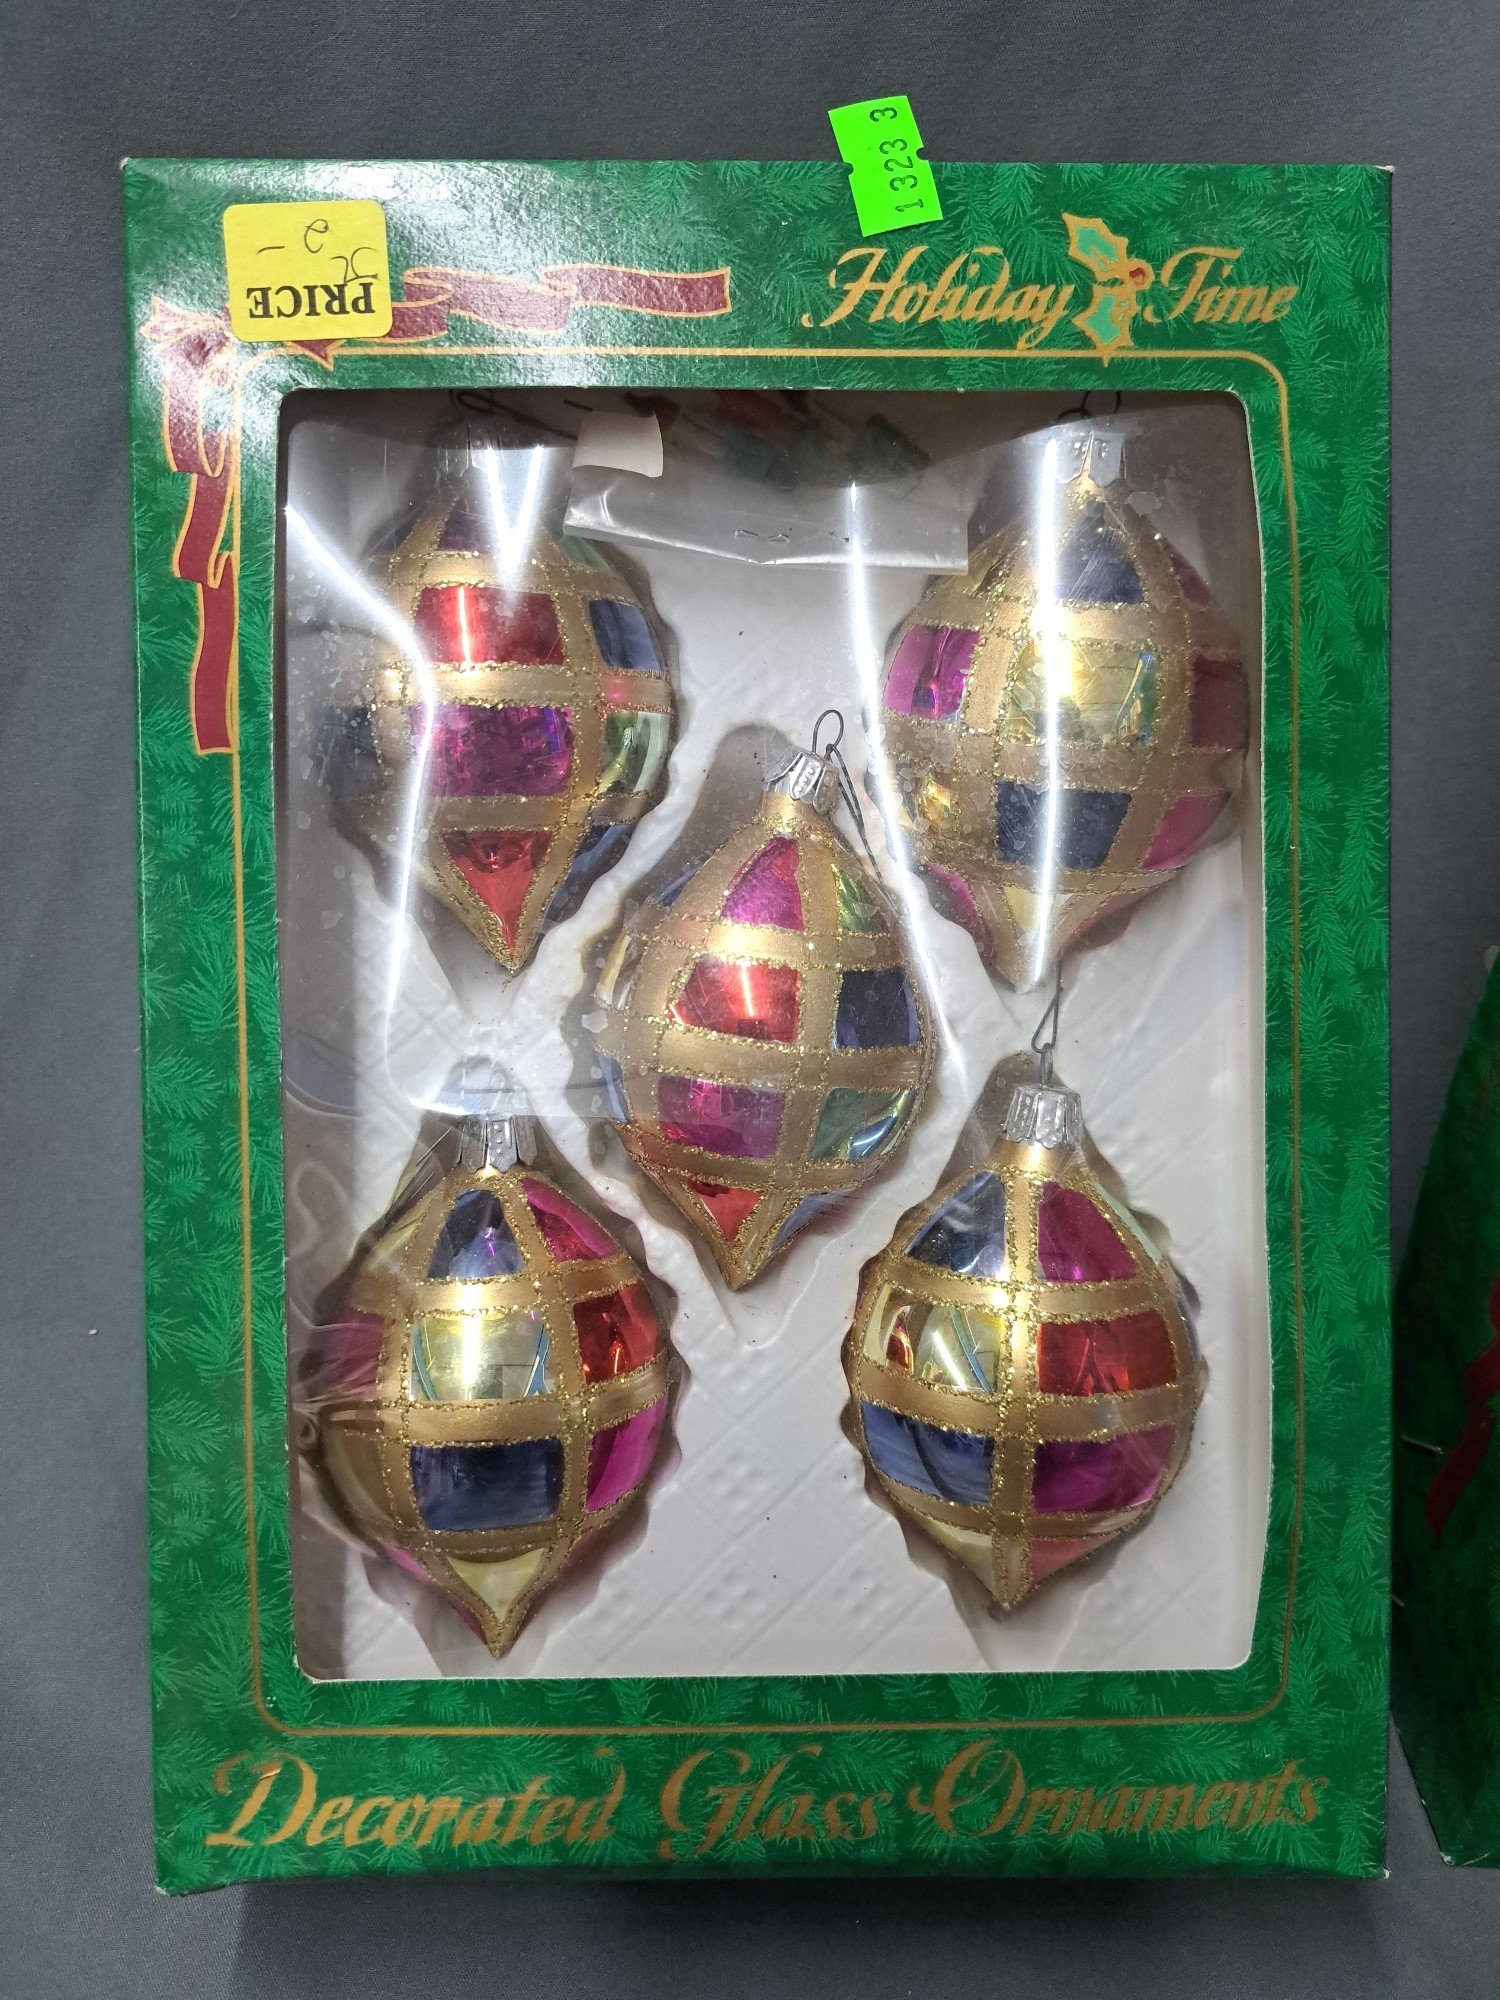 1323 3
PRICE
Holiday Time
Decorated Glass Ornaments